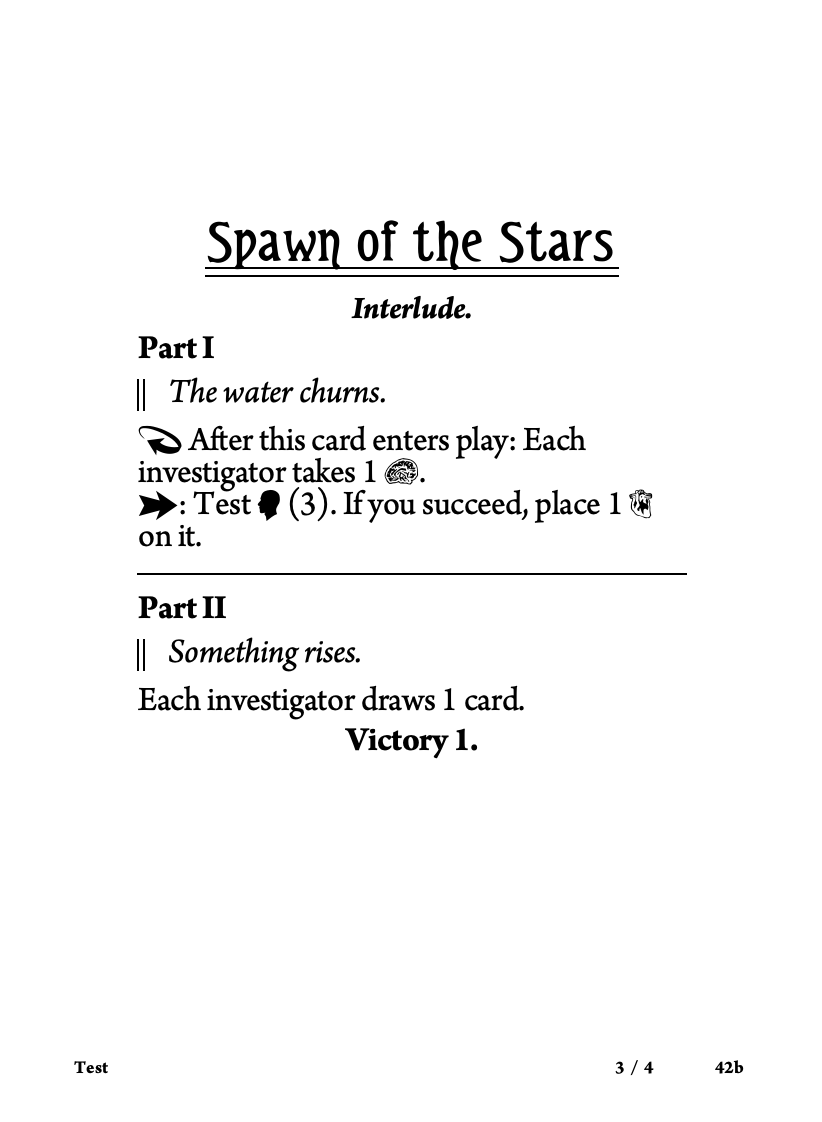 Spawn of the Stars
Interlude.
Part I
The water churns.
After this card enters play: Each
investigator takes 1 .
: Test (3). If you succeed, place 1
on it.
Part II
Something rises.
Each investigator draws 1 card.
Victory 1.
Test 3 / 4 42b